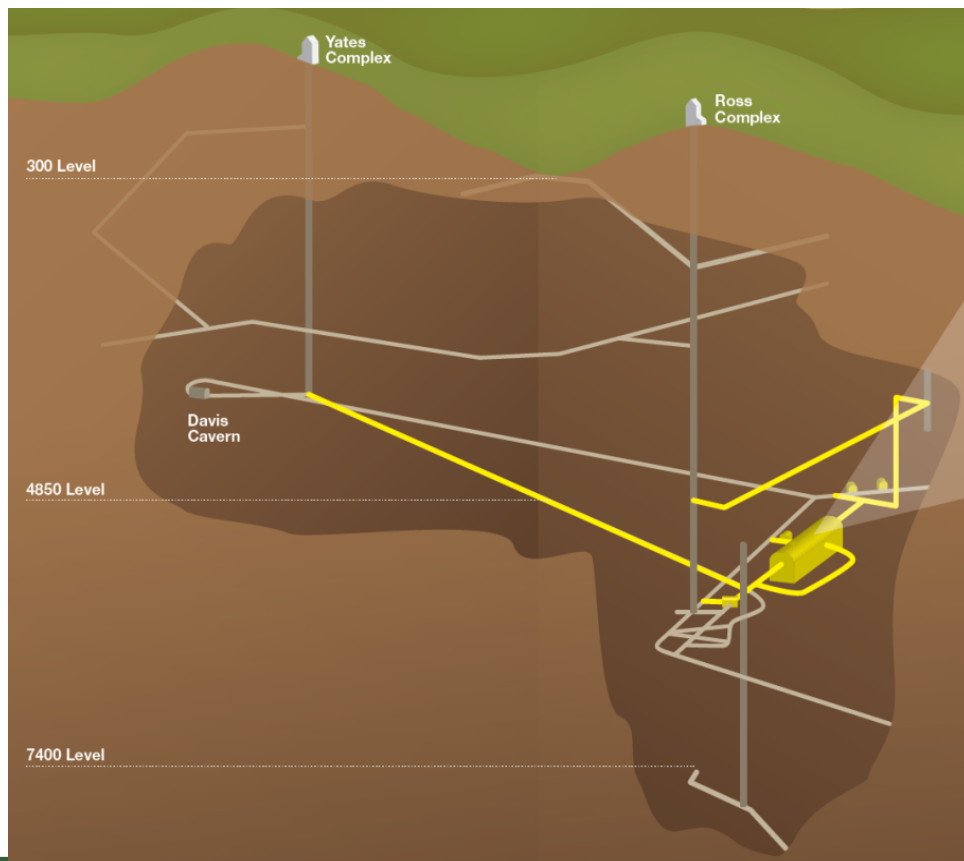 Yates
Complex
Ross
Complex
300 Level
Davis
Cavern
4850 Level
7400 Level